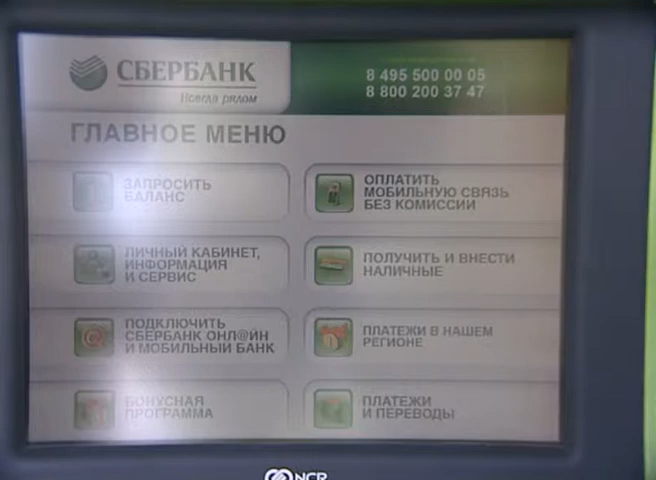 СБЕРБАНК
Всегда рядом
8 495 500 00 05
8 800 200 37 47
ГЛАВНОЕ МЕНЮ
ЗАПРОСИТЬ
БАЛАНС
ОПЛАТИТЬ
МОБИЛЬНУЮ СВЯЗЬ
БЕЗ КОМИССИИ
ЛИЧНЫЙ КАБИНЕТ,
ИНФОРМАЦИЯ
И СЕРВИС
ПОЛУЧИТЬ И ВНЕСТИ
НАЛИЧНЫЕ
ПОДКЛЮЧИТЬ
СБЕРБАНК ОНЛ@ЙН
И МОБИЛЬНЫЙ БАНК
ПЛАТЕЖИ В НАШЕМ
РЕГИОНЕ
БОНУСНАЯ
ПРОГРАММА
ПЛАТЕЖИ
И ПЕРЕВОДЫ
NCR